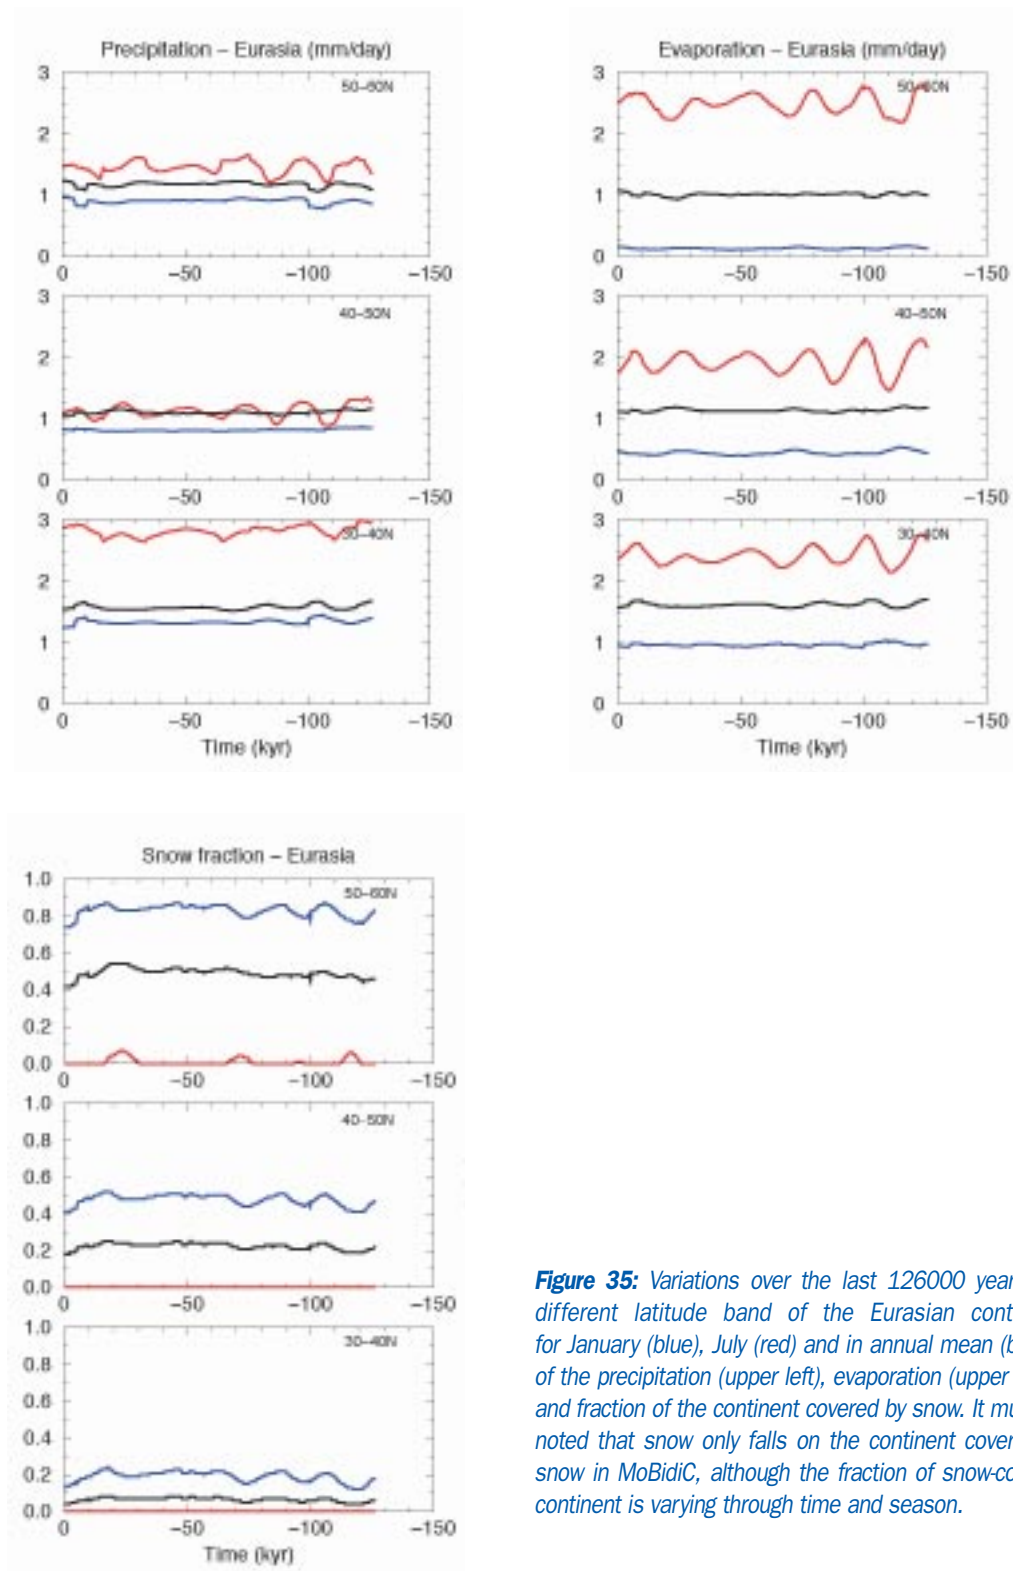 Precipitation – Eurasia (mm/day)
3
50–60N
2
1
0
0 –50 –100 –150
3
40–50N
2
1
0
0 –50 –100 –150
3
30–40N
2
1
0
0 –50 –100 –150
Time (kyr)
Evaporation – Eurasia (mm/day)
3
50–60N
2
1
0
0 –50 –100 –150
3
40–50N
2
1
0
0 –50 –100 –150
3
30–40N
2
1
0
0 –50 –100 –150
Time (kyr)
Snow fraction – Eurasia
1.0
50–60N
0.8
0.6
0.4
0.2
0.0
0 –50 –100 –150
1.0
40–50N
0.8
0.6
0.4
0.2
0.0
0 –50 –100 –150
1.0
30–40N
0.8
0.6
0.4
0.2
0.0
0 –50 –100 –150
Time (kyr)
Figure 35: Variations over the last 126000 year
different latitude band of the Eurasian cont
for January (blue), July (red) and in annual mean (b
of the precipitation (upper left), evaporation (upper
and fraction of the continent covered by snow. It mu
noted that snow only falls on the continent cover
snow in MoBidiC, although the fraction of snow-co
continent is varying through time and season.